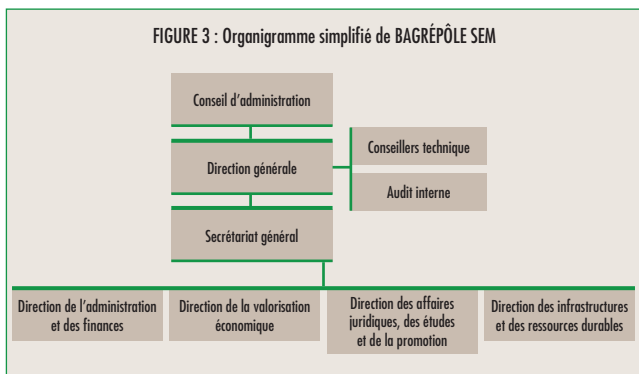 FIGURE 3 : Organigramme simplifié de BAGRÉPÔLE SEM
Conseil d'administration
Direction générale
Conseillers technique
Audit interne
Secrétariat général
Direction de l'administration
et des finances
Direction de la valorisation
économique
Direction des affaires
juridiques, des études
et de la promotion
Direction des infrastructures
et des ressources durables